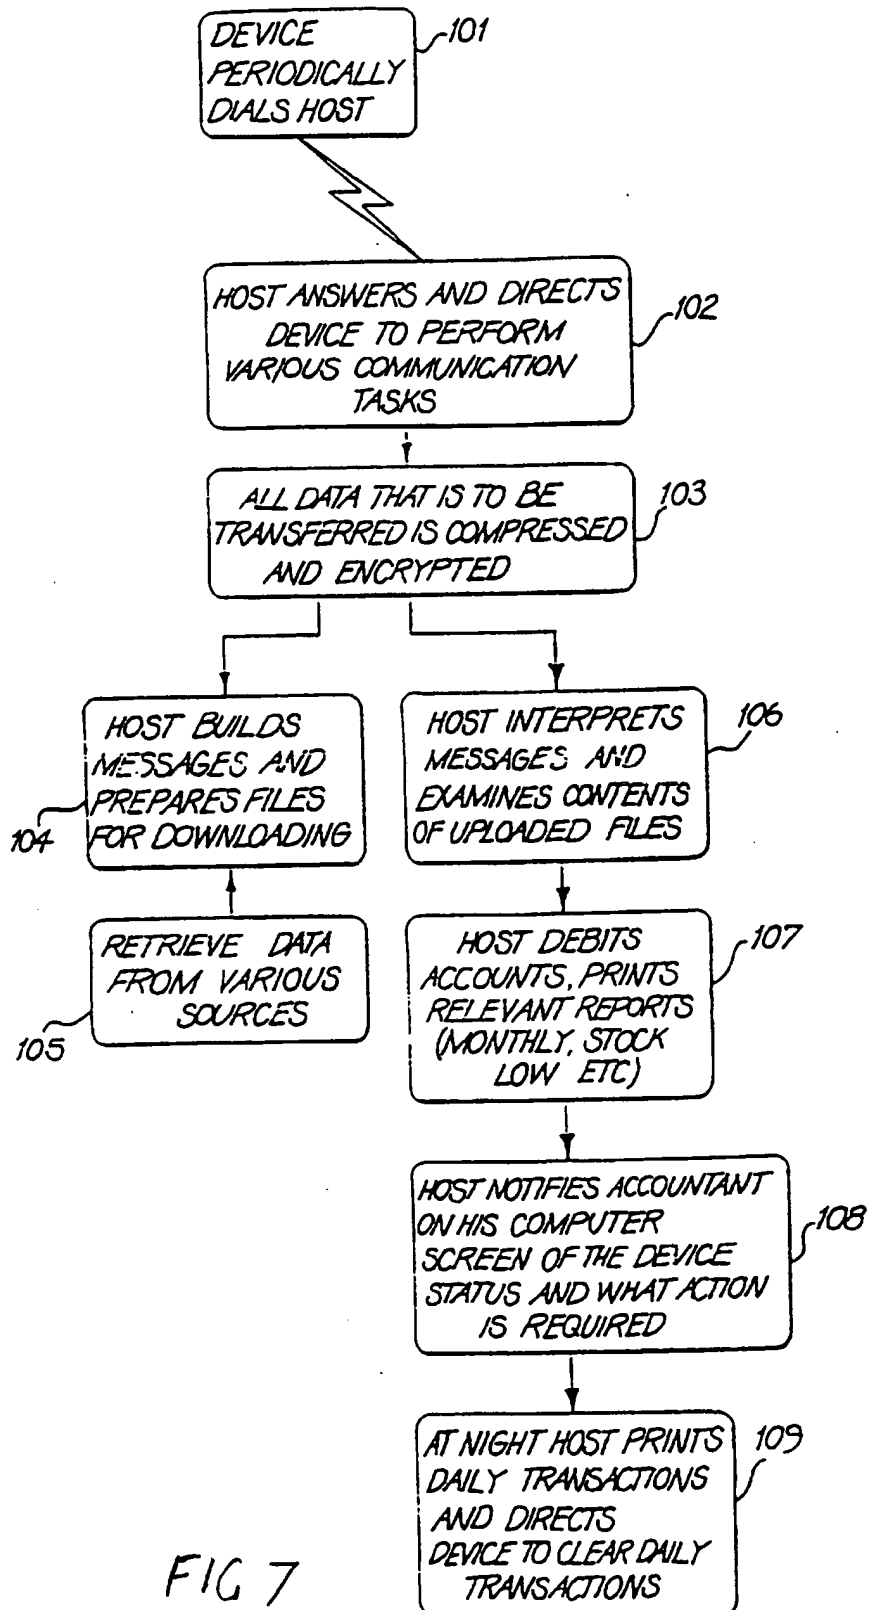 DEVICE
PERIODICALLY
DIALS HOST
101
HOST ANSWERS AND DIRECTS
DEVICE TO PERFORM
VARIOUS COMMUNICATION
TASKS
102
ALL DATA THAT IS TO BE
TRANSFERRED IS COMPRESSED
AND ENCRYPTED
103
HOST BUILDS
MESSAGES AND
PREPARES FILES
FOR DOWNLOADING
104
RETRIEVE DATA
FROM VARIOUS
SOURCES
105
HOST INTERPRETS
MESSAGES AND
EXAMINES CONTENTS
OF UPLOADED FILES
106
HOST DEBITS
ACCOUNTS, PRINTS
RELEVANT REPORTS
(MONTHLY, STOCK
LOW ETC)
107
HOST NOTIFIES ACCOUNTANT
ON HIS COMPUTER
SCREEN OF THE DEVICE
STATUS AND WHAT ACTION
IS REQUIRED
108
AT NIGHT HOST PRINTS
DAILY TRANSACTIONS
AND DIRECTS
DEVICE TO CLEAR DAILY
TRANSACTIONS
109
FIG 7